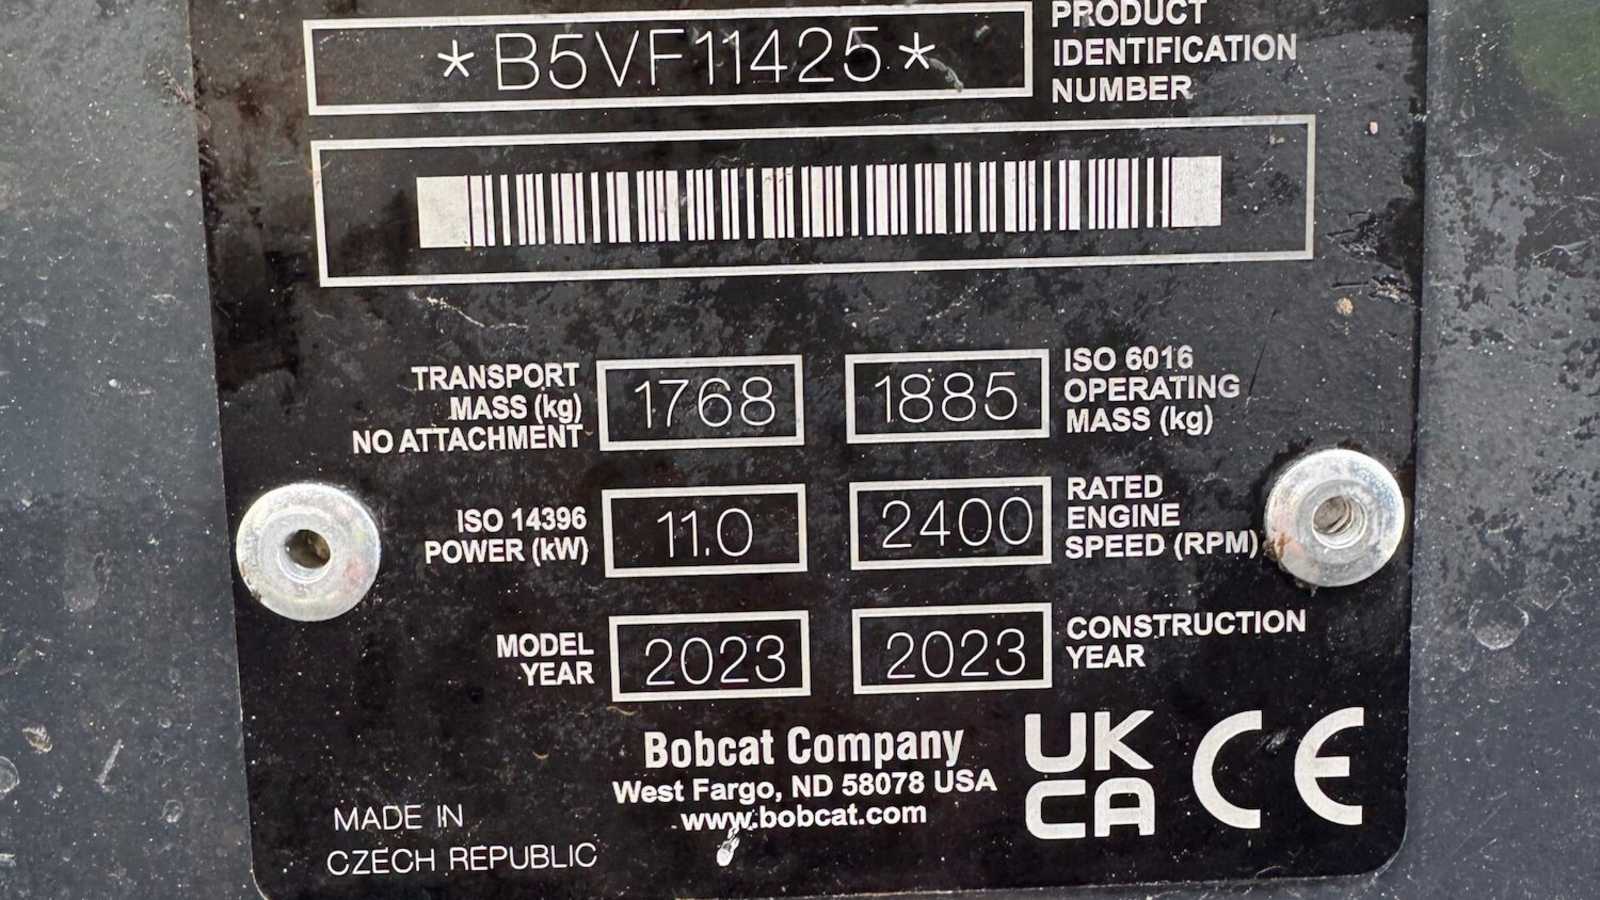 *B5VF11425*
PRODUCT
IDENTIFICATION
NUMBER
TRANSPORT
MASS (kg)
NO ATTACHMENT
1768
1885
ISO 6016
OPERATING
MASS (kg)
ISO 14396
POWER (kW)
11.0
2400
RATED
ENGINE
SPEED (RPM)
MODEL
YEAR
2023
2023
CONSTRUCTION
YEAR
Bobcat Company
West Fargo, ND 58078 USA
www.bobcat.com
UK
CA
CE
MADE IN
CZECH REPUBLIC